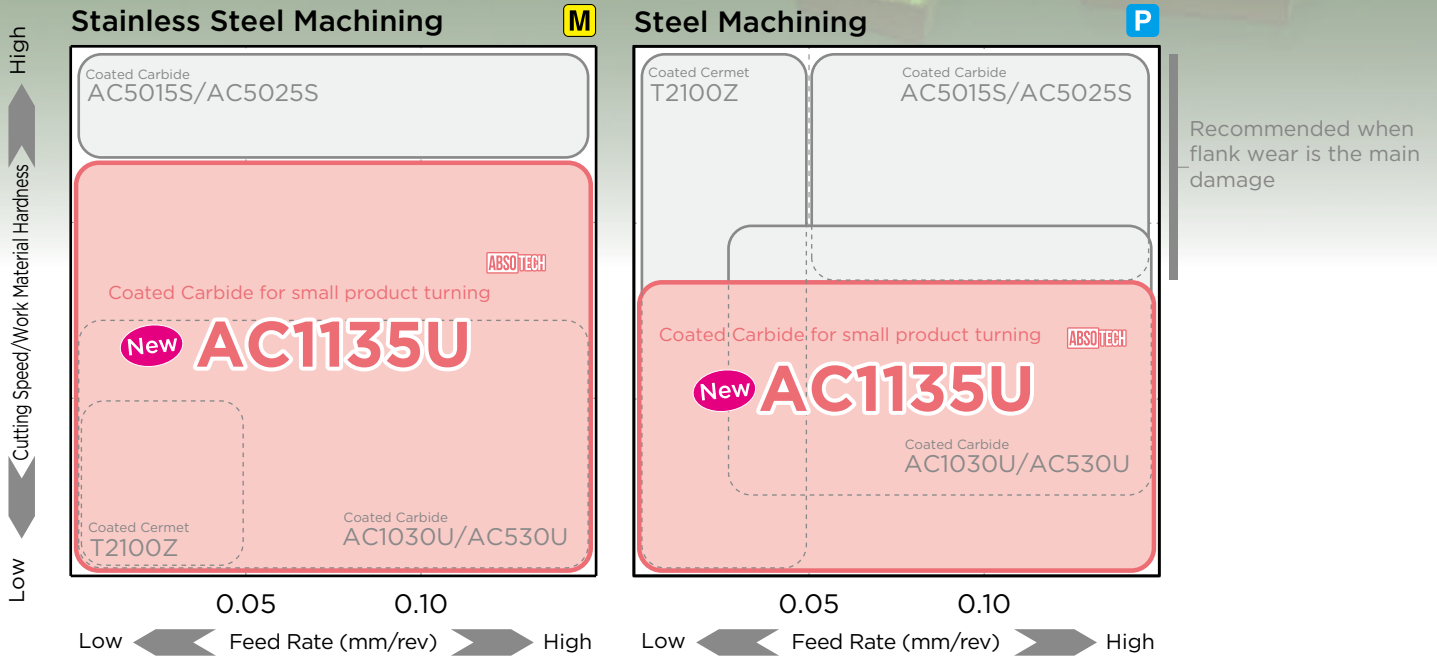 Stainless Steel Machining
M
High
Cutting Speed/Work Material Hardness
Low
Coated Carbide
AC5015S/AC5025S
ABSOTECH
Coated Carbide for small product turning
New
AC1135U
Coated Cermet
T2100Z
Coated Carbide
AC1030U/AC530U
0.05
0.10
Low
Feed Rate (mm/rev)
High
Steel Machining
P
Coated Cermet
T2100Z
Coated Carbide
AC5015S/AC5025S
Recommended when
flank wear is the main
damage
Coated Carbide for small product turning
ABSOTECH
New
AC1135U
Coated Carbide
AC1030U/AC530U
0.05
0.10
Low
Feed Rate (mm/rev)
High